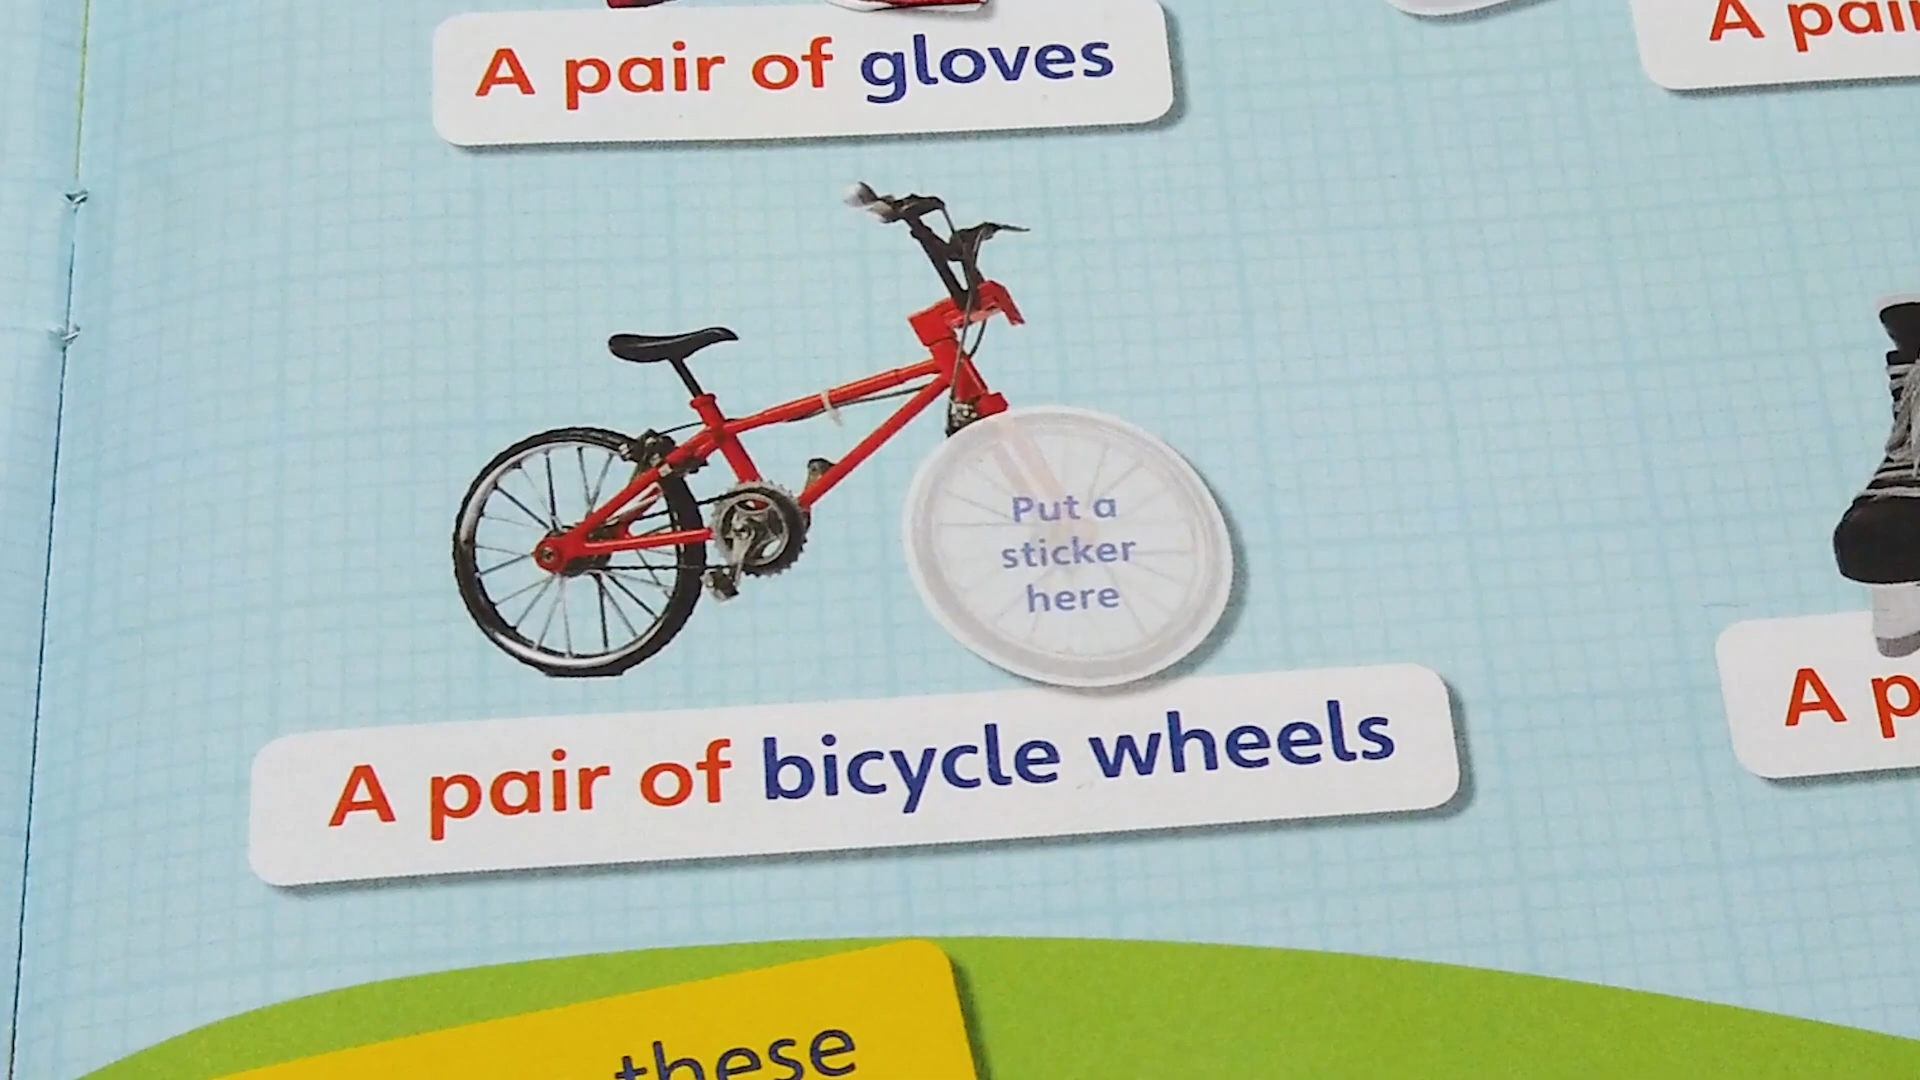 A pair of gloves
A
Put a
sticker
here
A pair of bicycle wheels
A
these